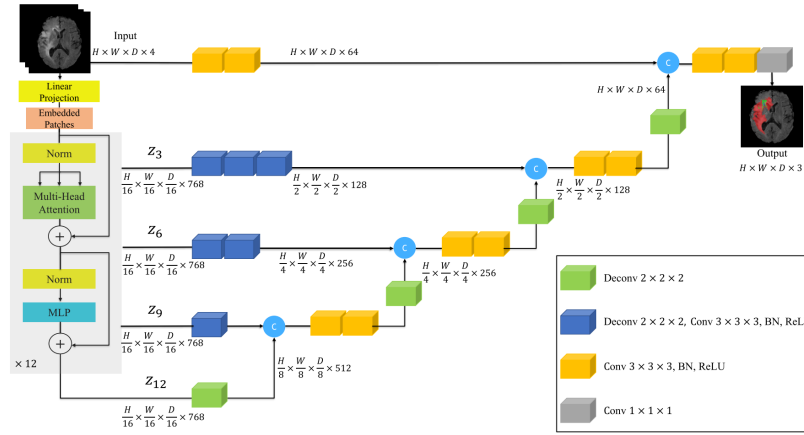 Input
H × W × D × 4
H × W × D × 64
C
H × W × D × 64
Linear
Projection
Embedded
Patches
Norm
Multi-Head
Attention
+
Norm
MLP
+
× 12
Z3
H/16 × W/16 × D/16 × 768
H/2 × W/2 × D/2 × 128
C
H/2 × W/2 × D/2 × 128
Output
H × W × D × 3
Z6
H/16 × W/16 × D/16 × 768
H/4 × W/4 × D/4 × 256
C
H/4 × W/4 × D/4 × 256
Z9
H/16 × W/16 × D/16 × 768
C
H/8 × W/8 × D/8 × 512
Z12
H/16 × W/16 × D/16 × 768
Deconv 2 × 2 × 2
Deconv 2 × 2 × 2, Conv 3 × 3 × 3, BN, ReL
Conv 3 × 3 × 3, BN, ReLU
Conv 1 × 1 × 1